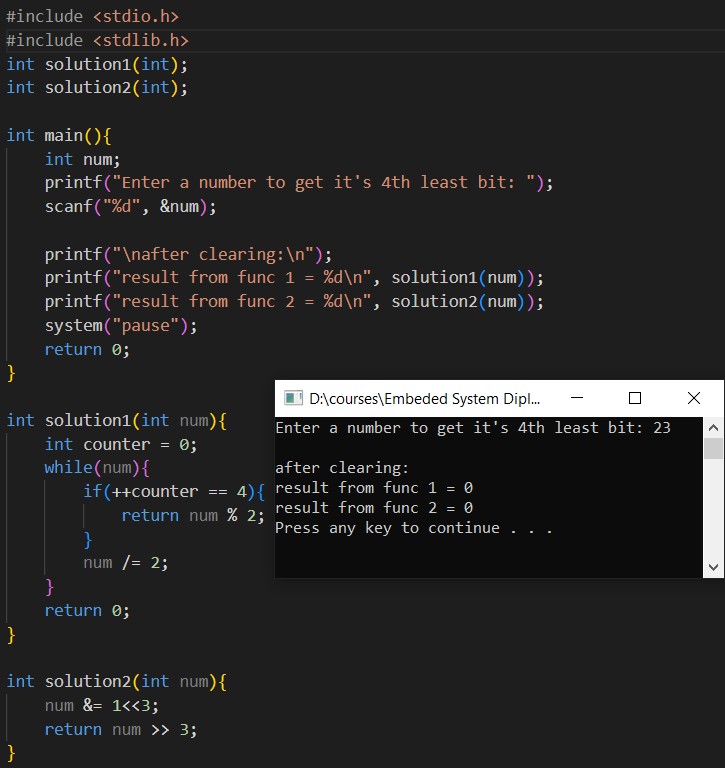 #include <stdio.h>
#include <stdlib.h>
int solution1(int);
int solution2(int);
int main(){
    int num;
    printf("Enter a number to get it's 4th least bit: ");
    scanf("%d", &num);
    printf("\nafter clearing:\n");
    printf("result from func 1 = %d\n", solution1(num));
    printf("result from func 2 = %d\n", solution2(num));
    system("pause");
    return 0;
}
int solution1(int num){
    int counter = 0;
    while(num){
        if(++counter == 4){
            return num % 2;
        }
        num /= 2;
    }
    return 0;
}
int solution2(int num){
    num &= 1<<3;
    return num >> 3;
}
D:\courses\Embeded System Dipl...
Enter a number to get it's 4th least bit: 23
after clearing:
result from func 1 = 0
result from func 2 = 0
Press any key to continue . . .